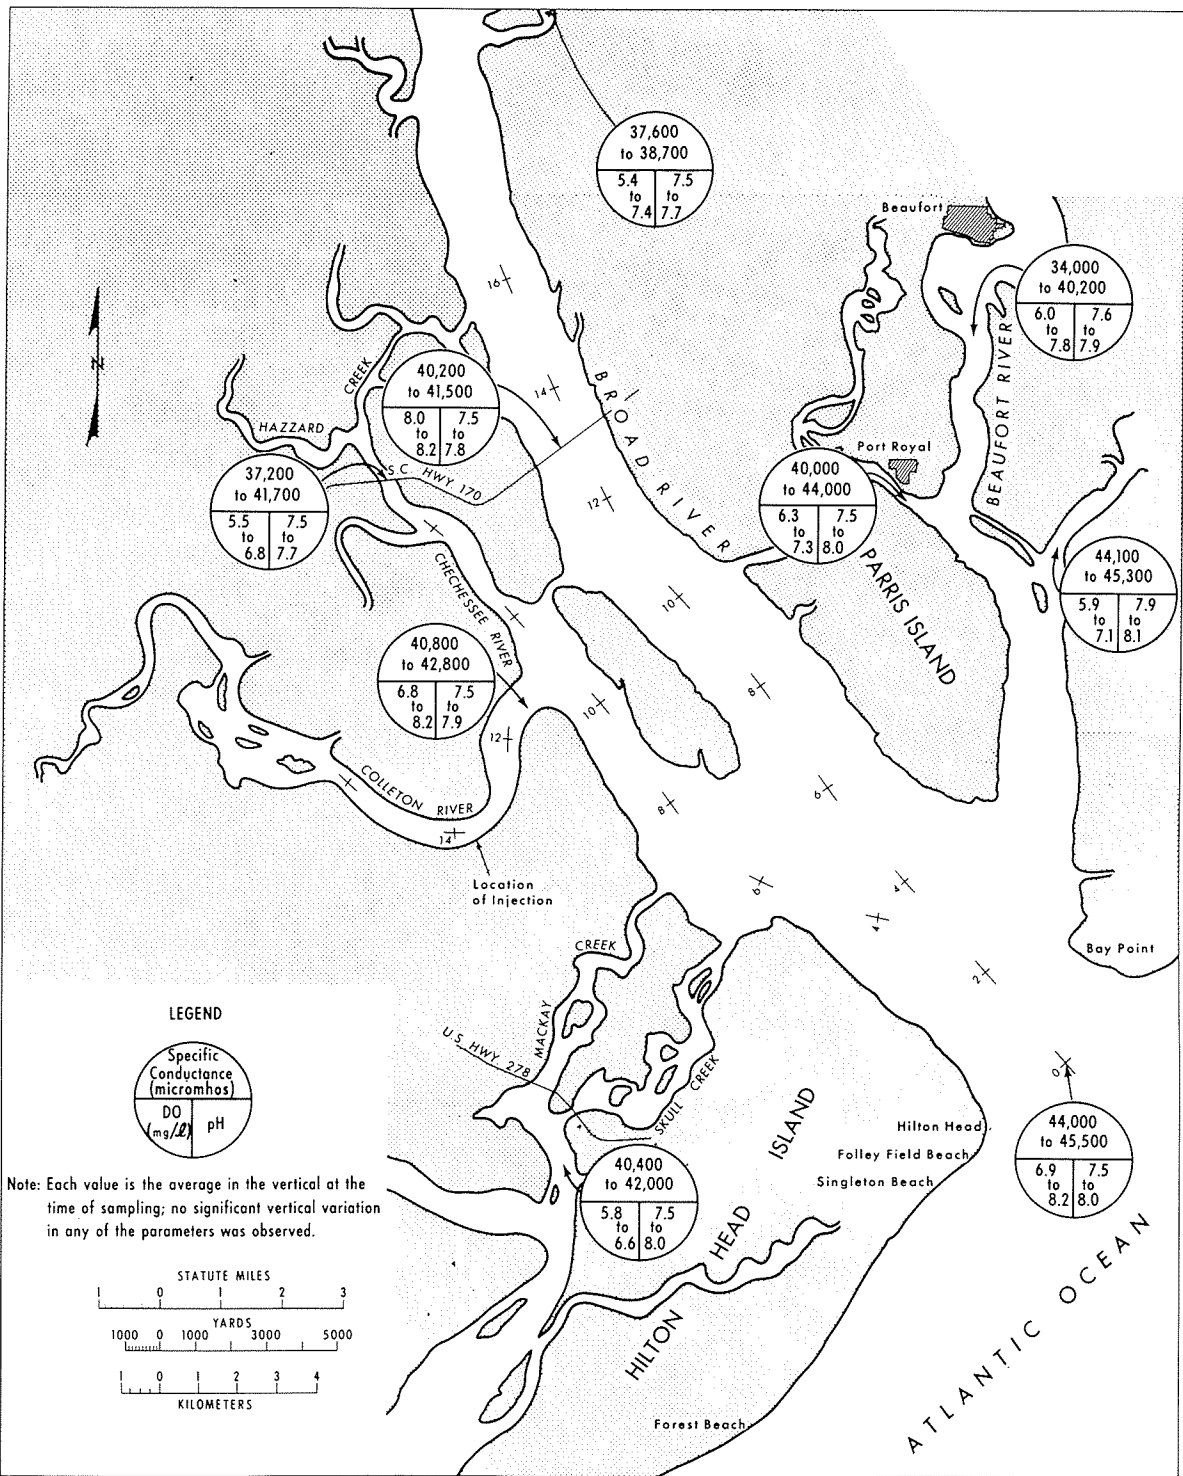 37,600
to 38,700
5.4 to 7.4
7.5 to 7.7
Beaufort
34,000
to 40,200
6.0 to 7.8
7.6 to 7.9
BEAUFORT RIVER
16
N
CREEK
HAZZARD
40,200
to 41,500
8.0 to 8.2
7.5 to 7.8
14
BROAD RIVER
S.C. HWY. 170
37,200
to 41,700
5.5 to 6.8
7.5 to 7.7
12
Port Royal
40,000
to 44,000
6.3 to 7.3
7.5 to 8.0
PARRIS ISLAND
44,100
to 45,300
5.9 to 7.1
7.9 to 8.1
CHECHESSEE RIVER
10
40,800
to 42,800
6.8 to 8.2
7.5 to 7.9
8
10
12
6
8
COLLETON RIVER
14
Location
of Injection
6
4
4
2
Bay Point
CREEK
MACKAY
U.S. HWY. 278
SKULL CREEK
0
44,000
to 45,500
6.9 to 8.2
7.5 to 8.0
Hilton Head
Folley Field Beach
Singleton Beach
40,400
to 42,000
5.8 to 6.6
7.5 to 8.0
HILTON HEAD ISLAND
Forest Beach
ATLANTIC OCEAN
LEGEND
Specific
Conductance
(micromhos)
DO
(mg/ℓ)
pH
Note: Each value is the average in the vertical at the
time of sampling; no significant vertical variation
in any of the parameters was observed.
STATUTE MILES
1 0 1 2 3
YARDS
1000 0 1000 3000 5000
1 0 1 2 3 4
KILOMETERS